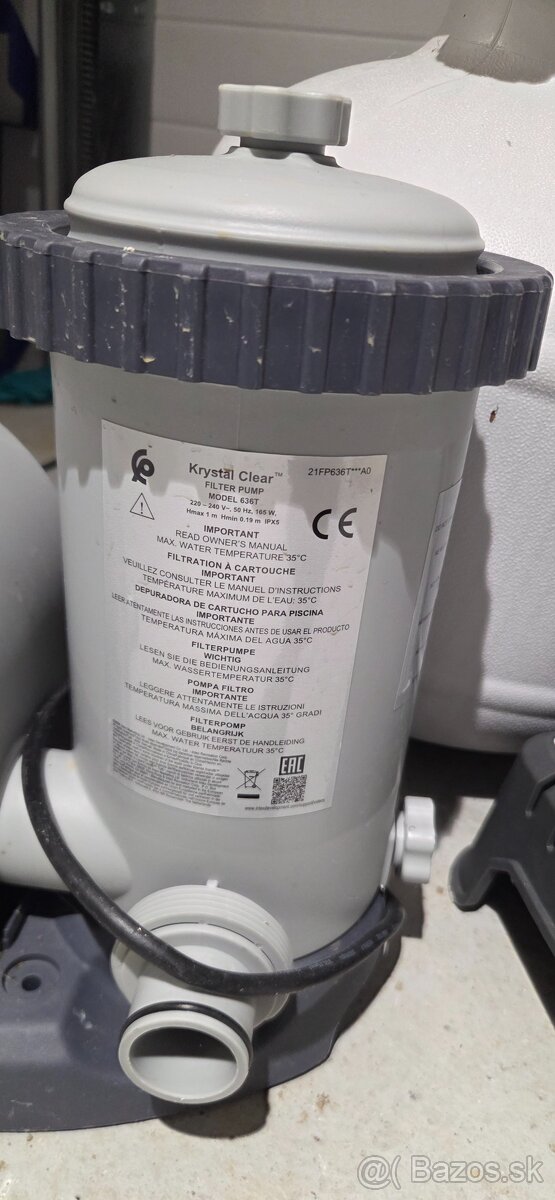 Krystal Clear™
21FP636T***A0
FILTER PUMP
MODEL 636T
220 – 240 V~, 50 Hz, 165 W,
Hmax 1 m Hmin 0.19 m IPX5
CE
IMPORTANT
READ OWNER'S MANUAL
MAX. WATER TEMPERATURE 35°C
FILTRATION À CARTOUCHE
IMPORTANT
VEUILLEZ CONSULTER LE MANUEL D'INSTRUCTIONS
TEMPÉRATURE MAXIMUM DE L'EAU: 35°C
DEPURADORA DE CARTUCHO PARA PISCINA
IMPORTANTE
LEER ATENTAMENTE LAS INSTRUCCIONES ANTES DE USAR EL PRODUCTO
TEMPERATURA MÁXIMA DEL AGUA 35°C
FILTERPUMPE
WICHTIG
LESEN SIE DIE BEDIENUNGSANLEITUNG
MAX. WASSERTEMPERATUR 35°C
POMPA FILTRO
IMPORTANTE
LEGGERE ATTENTAMENTE LE ISTRUZIONI
TEMPERATURA MASSIMA DELL'ACQUA 35° GRADI
FILTERPOMP
BELANGRIJK
LEES VOOR GEBRUIK EERST DE HANDLEIDING
MAX. WATER TEMPERATUUR 35°C
EAC
Bazos.sk